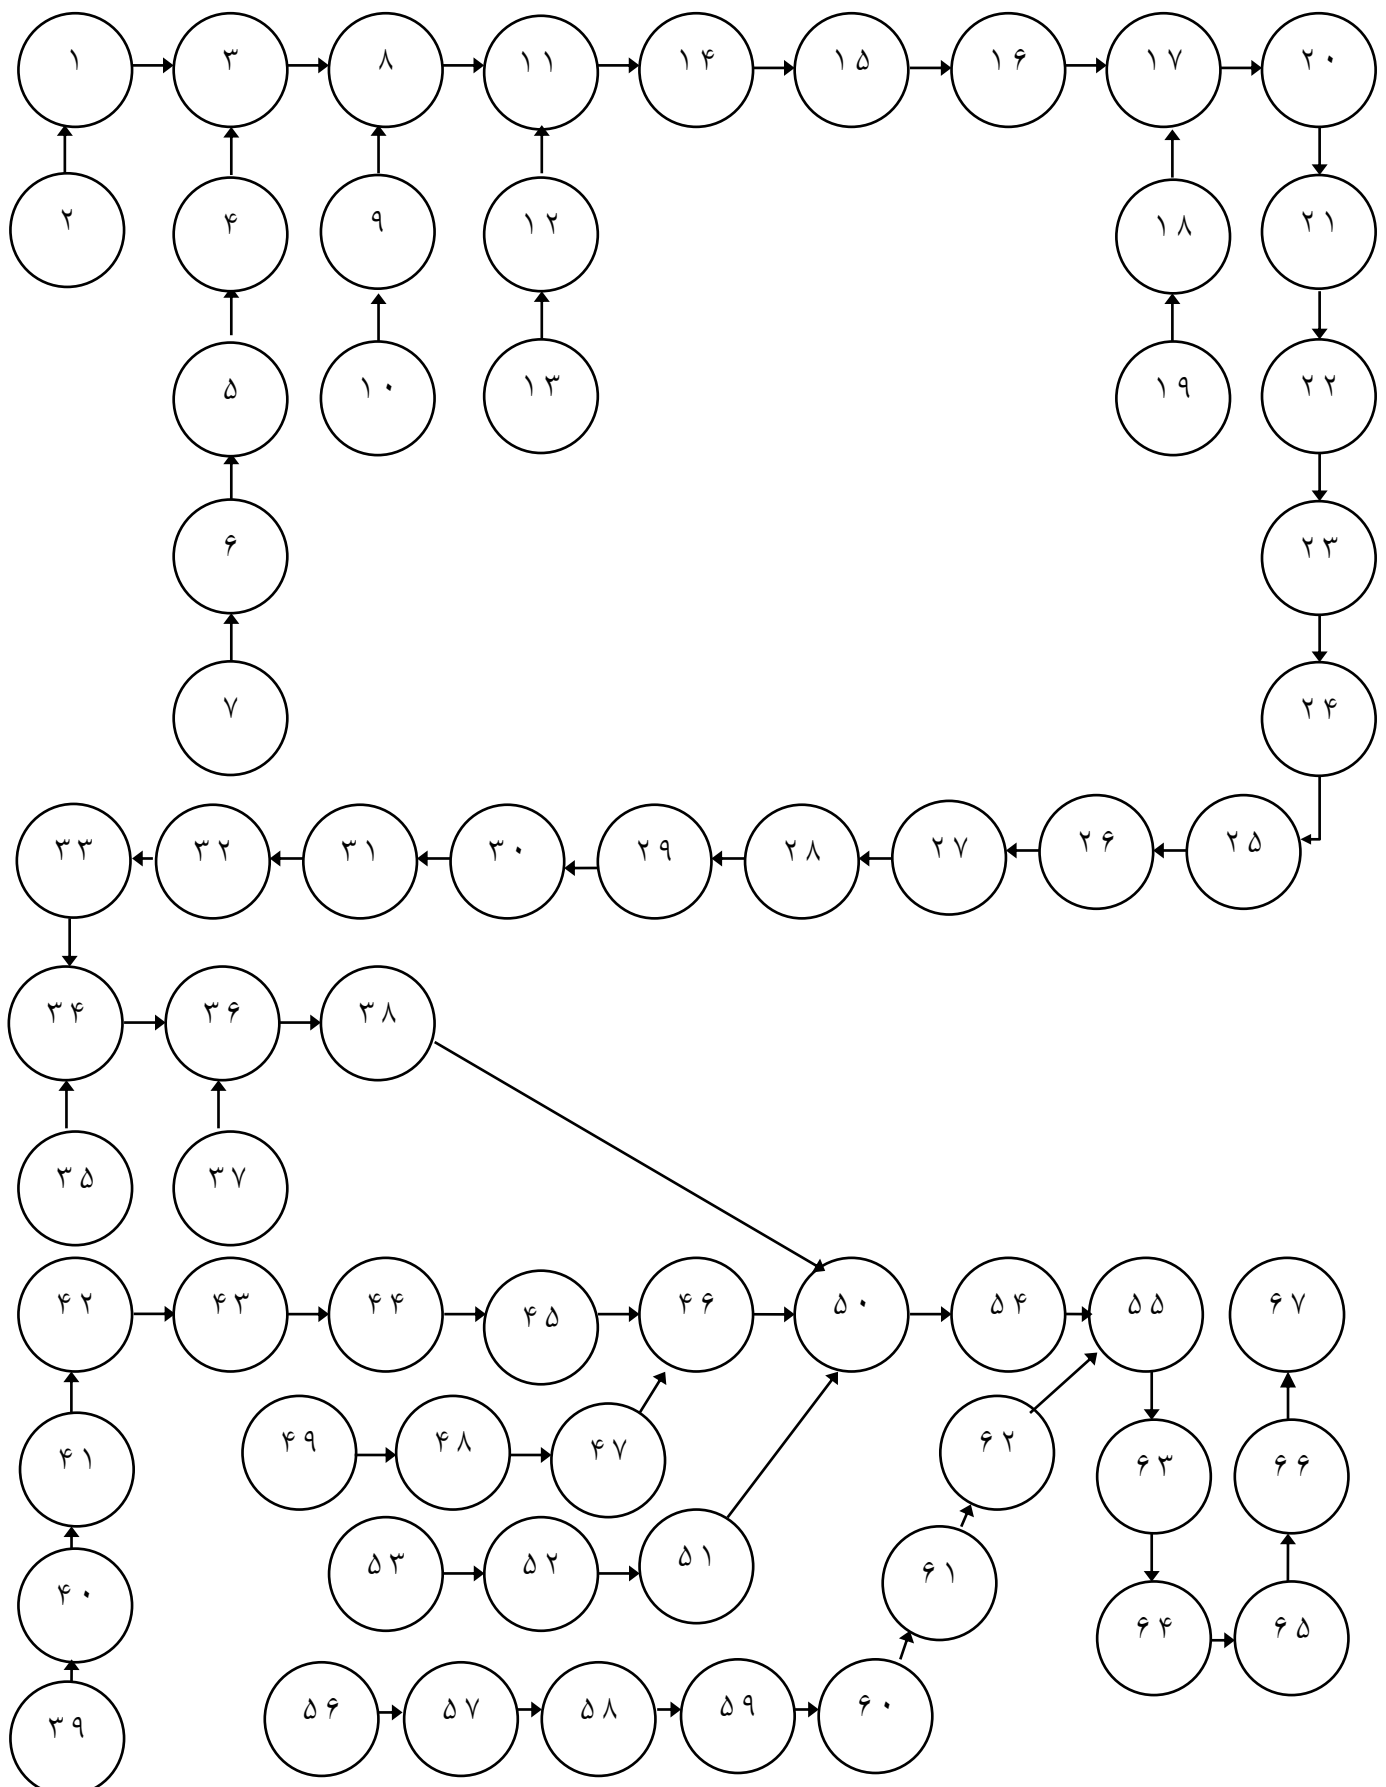 ۱ ۳ ۸ ۱۱ ۱۴ ۱۵ ۱۶ ۱۷ ۲۰
۲ ۴ ۹ ۱۲ ۱۸ ۲۱
۵ ۱۰ ۱۳ ۱۹ ۲۲
۶ ۲۳
۷ ۲۴
۳۳ ۳۲ ۳۱ ۳۰ ۲۹ ۲۸ ۲۷ ۲۶ ۲۵
۳۴ ۳۶ ۳۸
۳۵ ۳۷
۴۲ ۴۳ ۴۴ ۴۵ ۴۶ ۵۰ ۵۴ ۵۵ ۶۷
۴۱ ۴۹ ۴۸ ۴۷ ۶۲ ۶۳ ۶۶
۴۰ ۵۳ ۵۲ ۵۱ ۶۱ ۶۴ ۶۵
۳۹ ۵۶ ۵۷ ۵۸ ۵۹ ۶۰